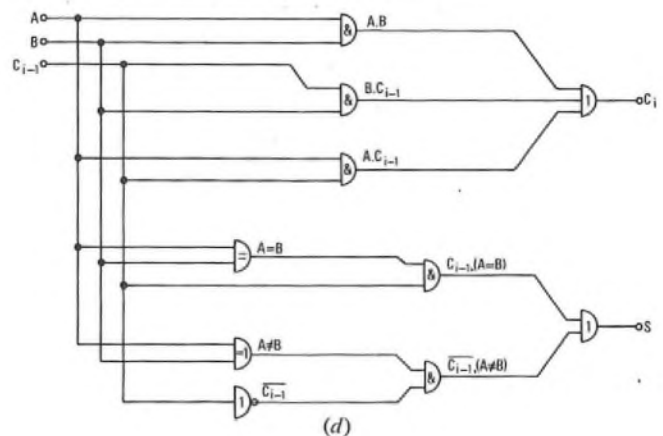 A
B
C_{i-1}
& A.B
& B.C_{i-1}
1 C_i
& A.C_{i-1}
= A=B
& C_{i-1}.(A=B)
1 S
=1 A≠B
& \overline{C_{i-1}}.(A≠B)
1 \overline{C_{i-1}}
(d)